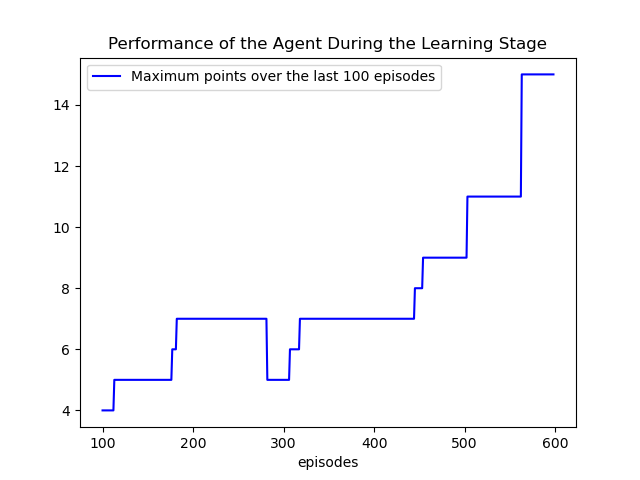 Performance of the Agent During the Learning Stage
Maximum points over the last 100 episodes
14
12
10
8
6
4
100 200 300 400 500 600
episodes